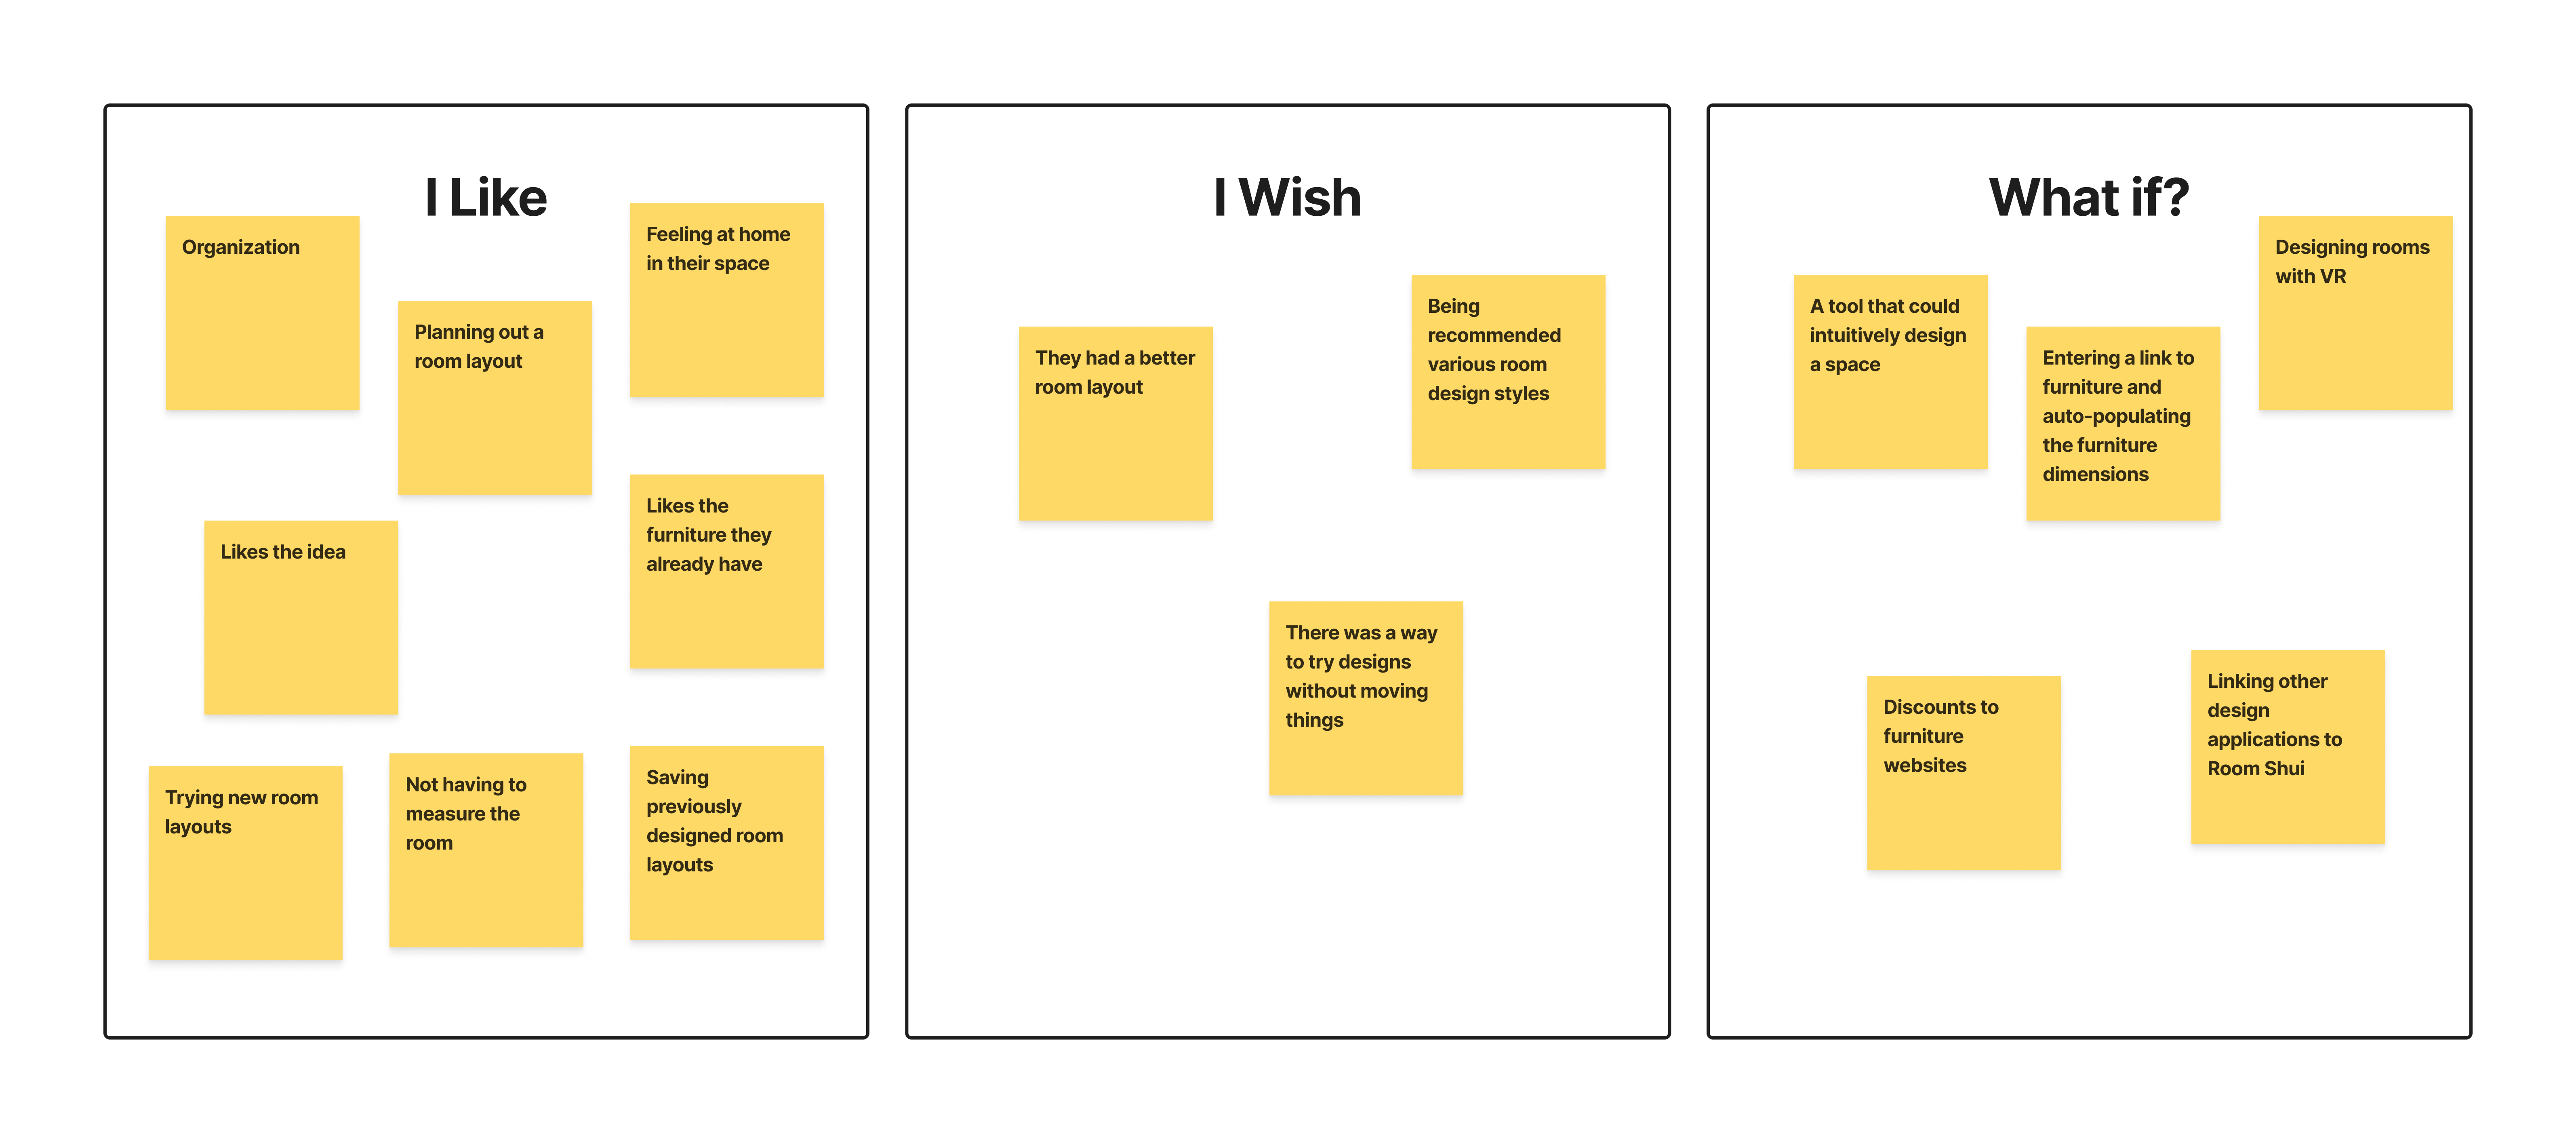 I Like
Organization
Planning out a
room layout
Feeling at home
in their space
Likes the idea
Likes the
furniture they
already have
Trying new room
layouts
Not having to
measure the
room
Saving
previously
designed room
layouts
I Wish
They had a better
room layout
Being
recommended
various room
design styles
There was a way
to try designs
without moving
things
What if?
A tool that could
intuitively design
a space
Entering a link to
furniture and
auto-populating
the furniture
dimensions
Designing rooms
with VR
Discounts to
furniture
websites
Linking other
design
applications to
Room Shui